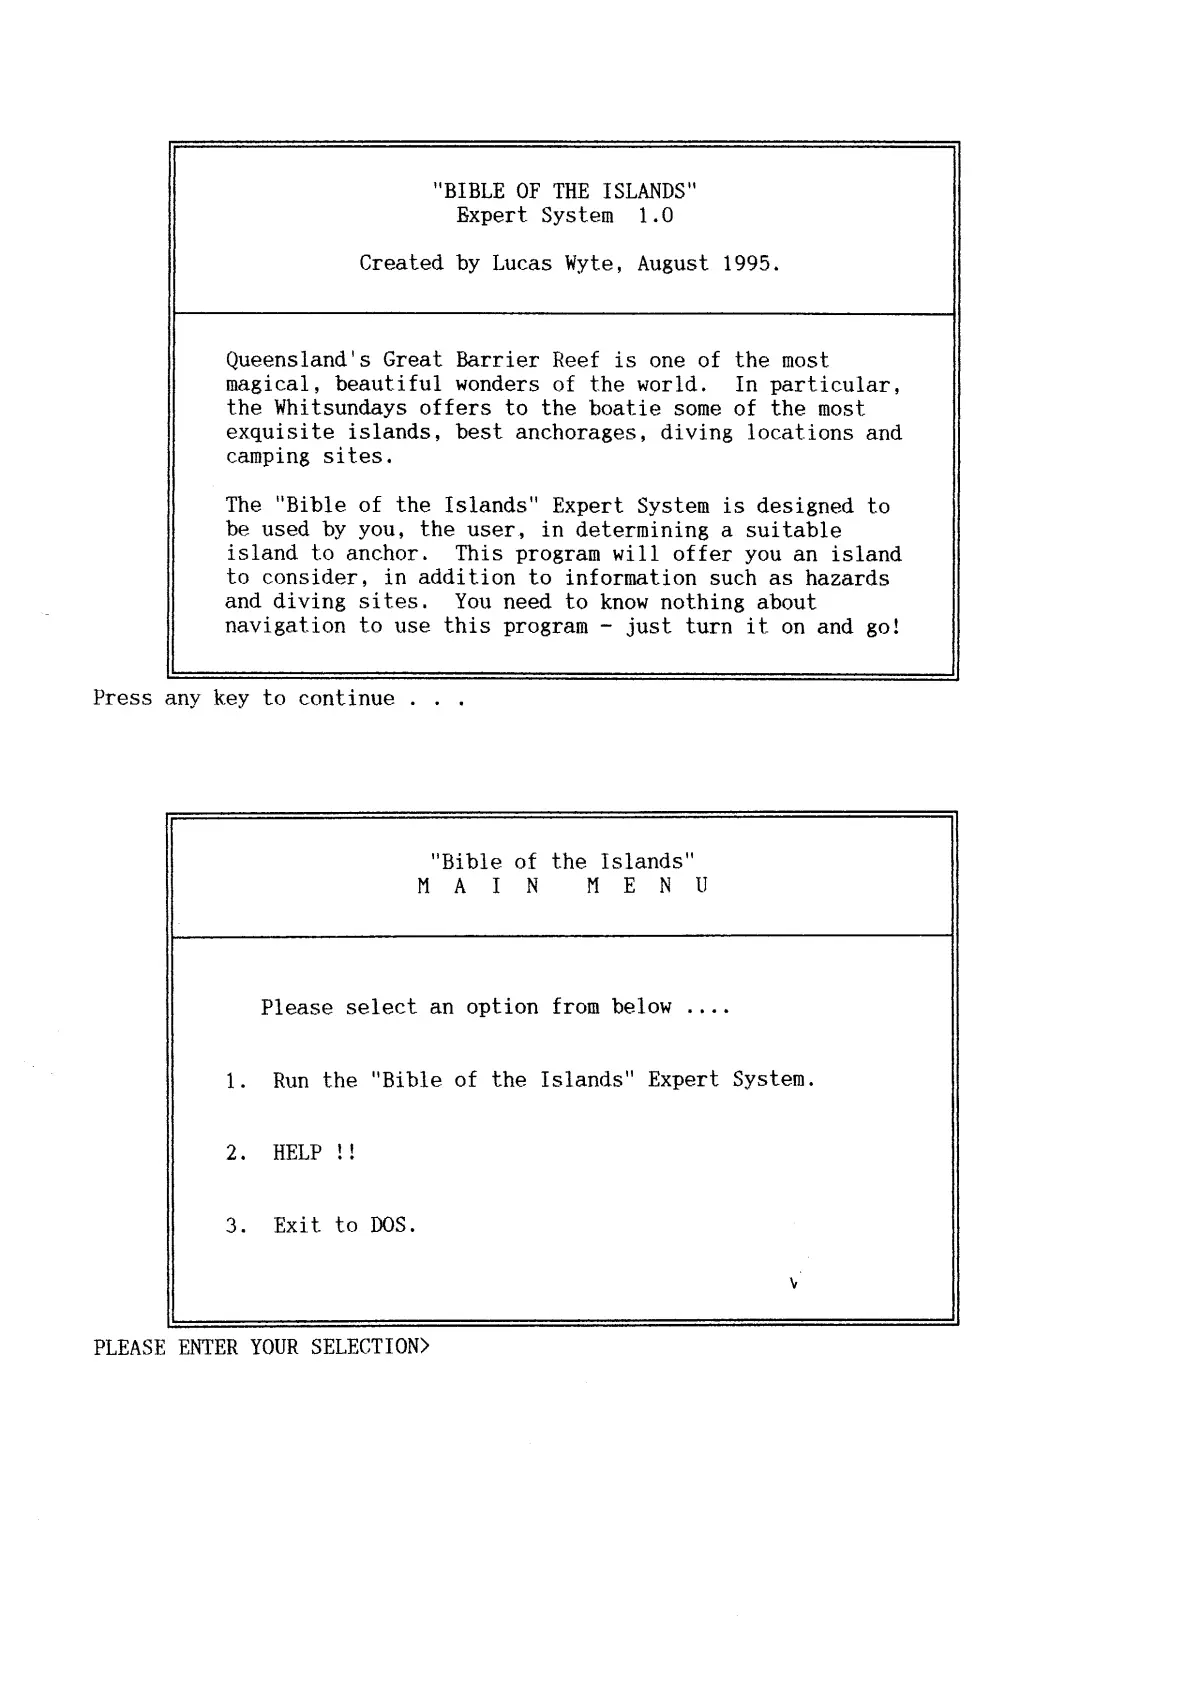 "BIBLE OF THE ISLANDS"
Expert System 1.0
Created by Lucas Wyte, August 1995.
Queensland's Great Barrier Reef is one of the most
magical, beautiful wonders of the world. In particular,
the Whitsundays offers to the boatie some of the most
exquisite islands, best anchorages, diving locations and
camping sites.
The "Bible of the Islands" Expert System is designed to
be used by you, the user, in determining a suitable
island to anchor. This program will offer you an island
to consider, in addition to information such as hazards
and diving sites. You need to know nothing about
navigation to use this program - just turn it on and go!
Press any key to continue . . .
"Bible of the Islands"
M A I N M E N U
Please select an option from below ....
1. Run the "Bible of the Islands" Expert System.
2. HELP !!
3. Exit to DOS.
PLEASE ENTER YOUR SELECTION>